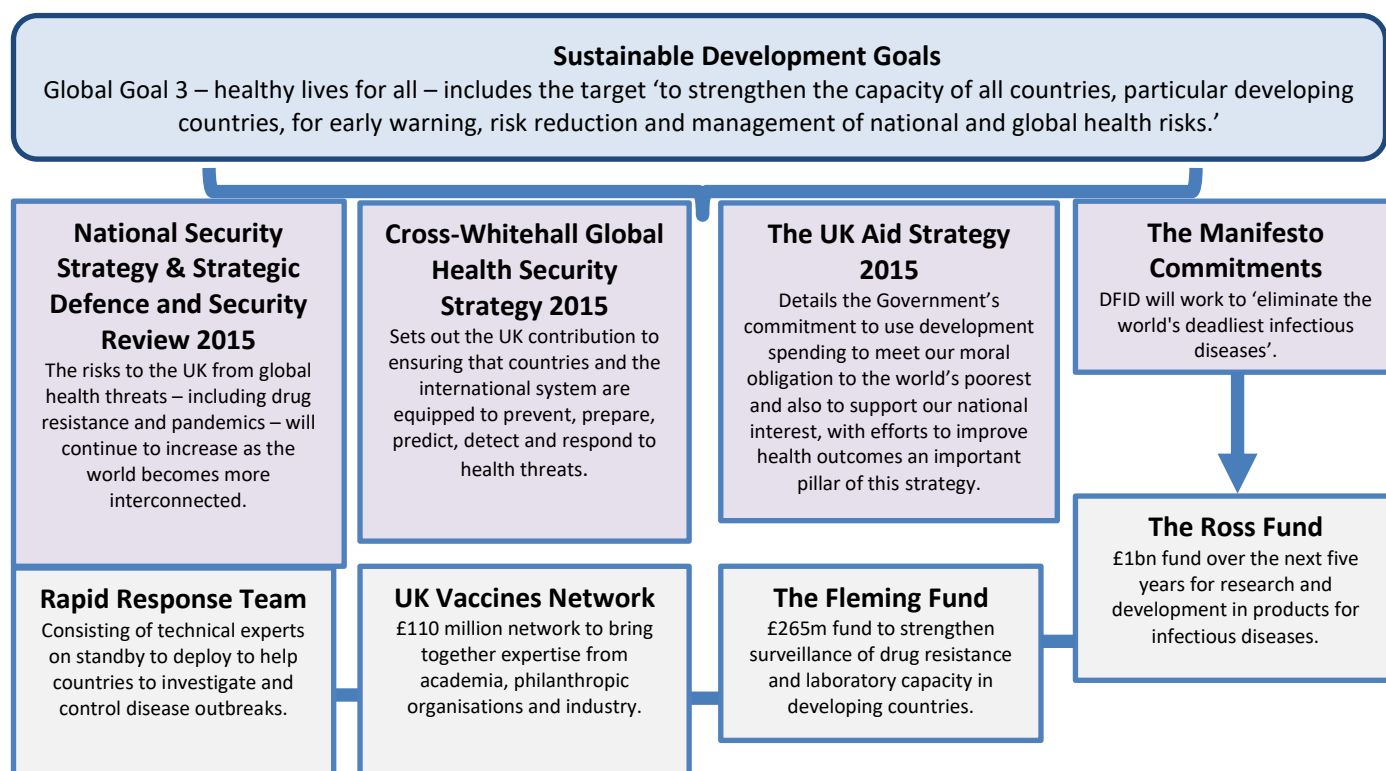 Sustainable Development Goals
Global Goal 3 – healthy lives for all – includes the target ‘to strengthen the capacity of all countries, particular developing
countries, for early warning, risk reduction and management of national and global health risks.’
National Security
Strategy & Strategic
Defence and Security
Review 2015
The risks to the UK from global
health threats – including drug
resistance and pandemics – will
continue to increase as the
world becomes more
interconnected.
Cross-Whitehall Global
Health Security
Strategy 2015
Sets out the UK contribution to
ensuring that countries and the
international system are
equipped to prevent, prepare,
predict, detect and respond to
health threats.
The UK Aid Strategy
2015
Details the Government’s
commitment to use development
spending to meet our moral
obligation to the world’s poorest
and also to support our national
interest, with efforts to improve
health outcomes an important
pillar of this strategy.
The Manifesto
Commitments
DFID will work to ‘eliminate the
world's deadliest infectious
diseases’.
Rapid Response Team
Consisting of technical experts
on standby to deploy to help
countries to investigate and
control disease outbreaks.
UK Vaccines Network
£110 million network to bring
together expertise from
academia, philanthropic
organisations and industry.
The Fleming Fund
£265m fund to strengthen
surveillance of drug resistance
and laboratory capacity in
developing countries.
The Ross Fund
£1bn fund over the next five
years for research and
development in products for
infectious diseases.